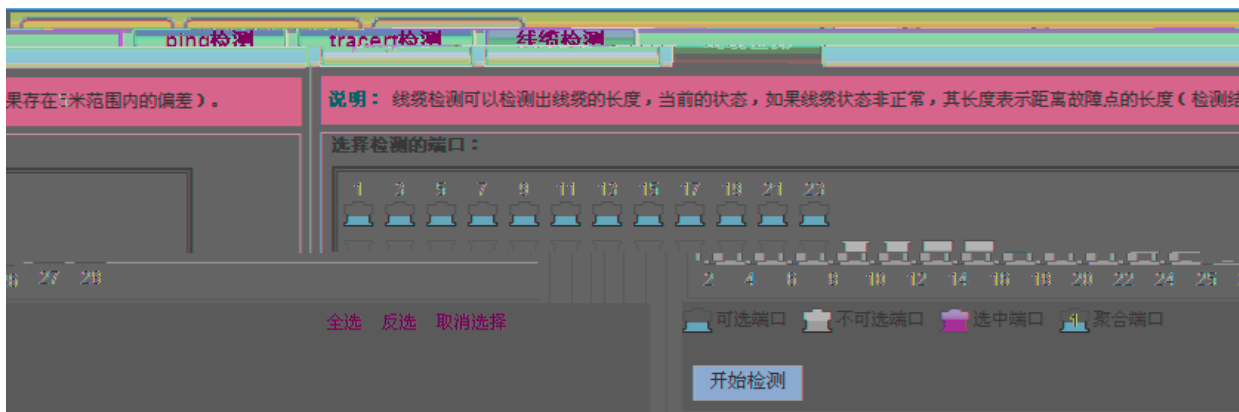 ping检测 tracert检测 线缆检测
果存在5米范围内的偏差）。
说明： 线缆检测可以检测出线缆的长度，当前的状态，如果线缆状态非正常，其长度表示距离故障点的长度（检测结
选择检测的端口：
1 3 5 7 9 11 13 15 17 19 21 23
27 28
2 4 6 8 10 12 14 16 18 20 22 24 25
全选 反选 取消选择
可选端口 不可选端口 选中端口 1 聚合端口
开始检测